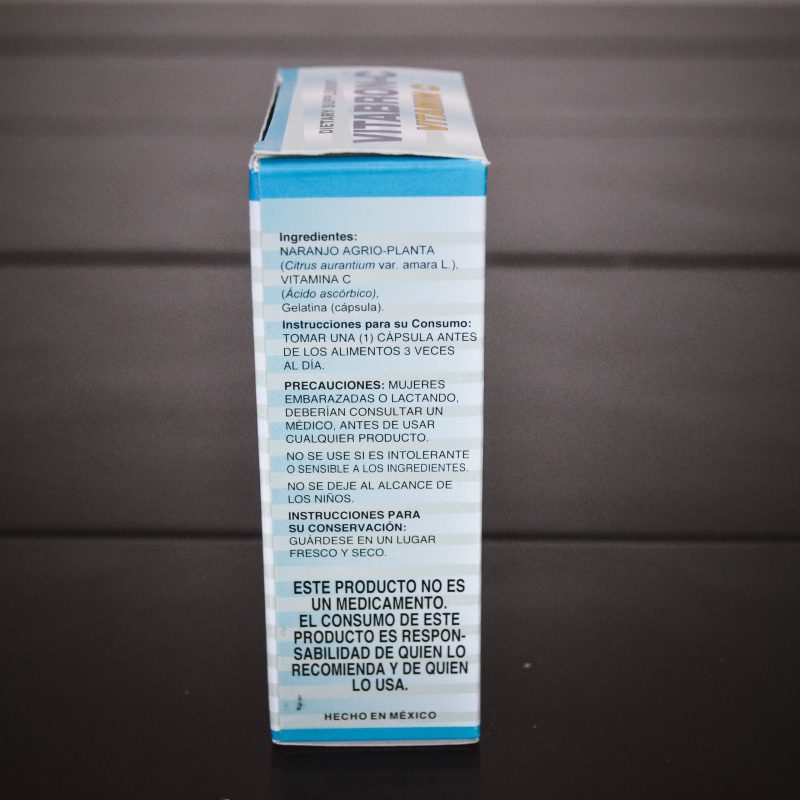 DIETARY SUPPLEMENT
VITABRON-C
VITAMIN C
Ingredientes:
NARANJO AGRIO-PLANTA
(Citrus aurantium var. amara L.),
VITAMINA C
(Ácido ascórbico),
Gelatina (cápsula).
Instrucciones para su Consumo:
TOMAR UNA (1) CÁPSULA ANTES
DE LOS ALIMENTOS 3 VECES
AL DÍA.
PRECAUCIONES: MUJERES
EMBARAZADAS O LACTANDO,
DEBERÍAN CONSULTAR UN
MÉDICO, ANTES DE USAR
CUALQUIER PRODUCTO.
NO SE USE SI ES INTOLERANTE
O SENSIBLE A LOS INGREDIENTES.
NO SE DEJE AL ALCANCE DE
LOS NIÑOS.
INSTRUCCIONES PARA
SU CONSERVACIÓN:
GUÁRDESE EN UN LUGAR
FRESCO Y SECO.
ESTE PRODUCTO NO ES
UN MEDICAMENTO.
EL CONSUMO DE ESTE
PRODUCTO ES RESPON-
SABILIDAD DE QUIEN LO
RECOMIENDA Y DE QUIEN
LO USA.
HECHO EN MÉXICO